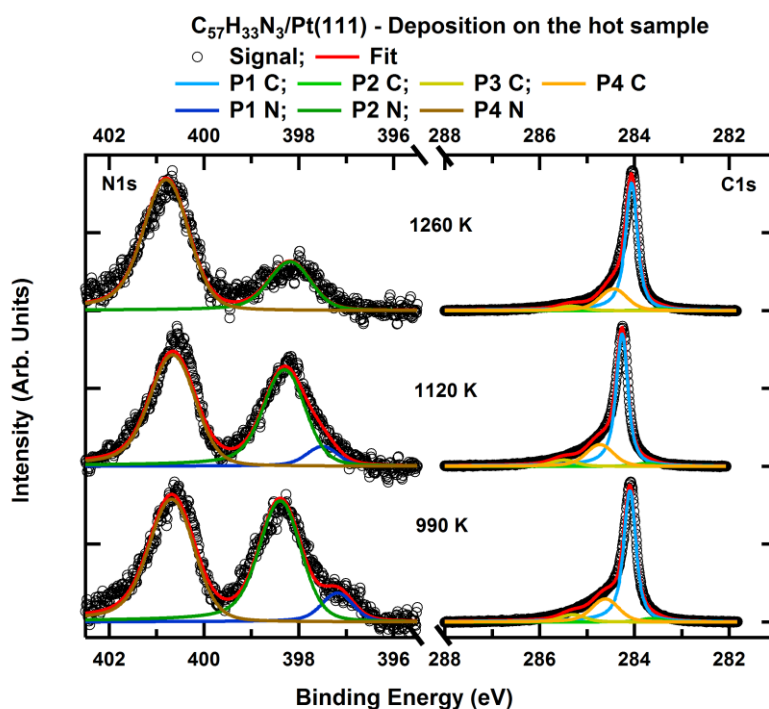 C₅₇H₃₃N₃/Pt(111) - Deposition on the hot sample
Signal; Fit
P1 C; P2 C; P3 C; P4 C
P1 N; P2 N; P4 N
402 400 398 396 288 286 284 282
N1s C1s
1260 K
1120 K
990 K
Intensity (Arb. Units)
402 400 398 396 288 286 284 282
Binding Energy (eV)